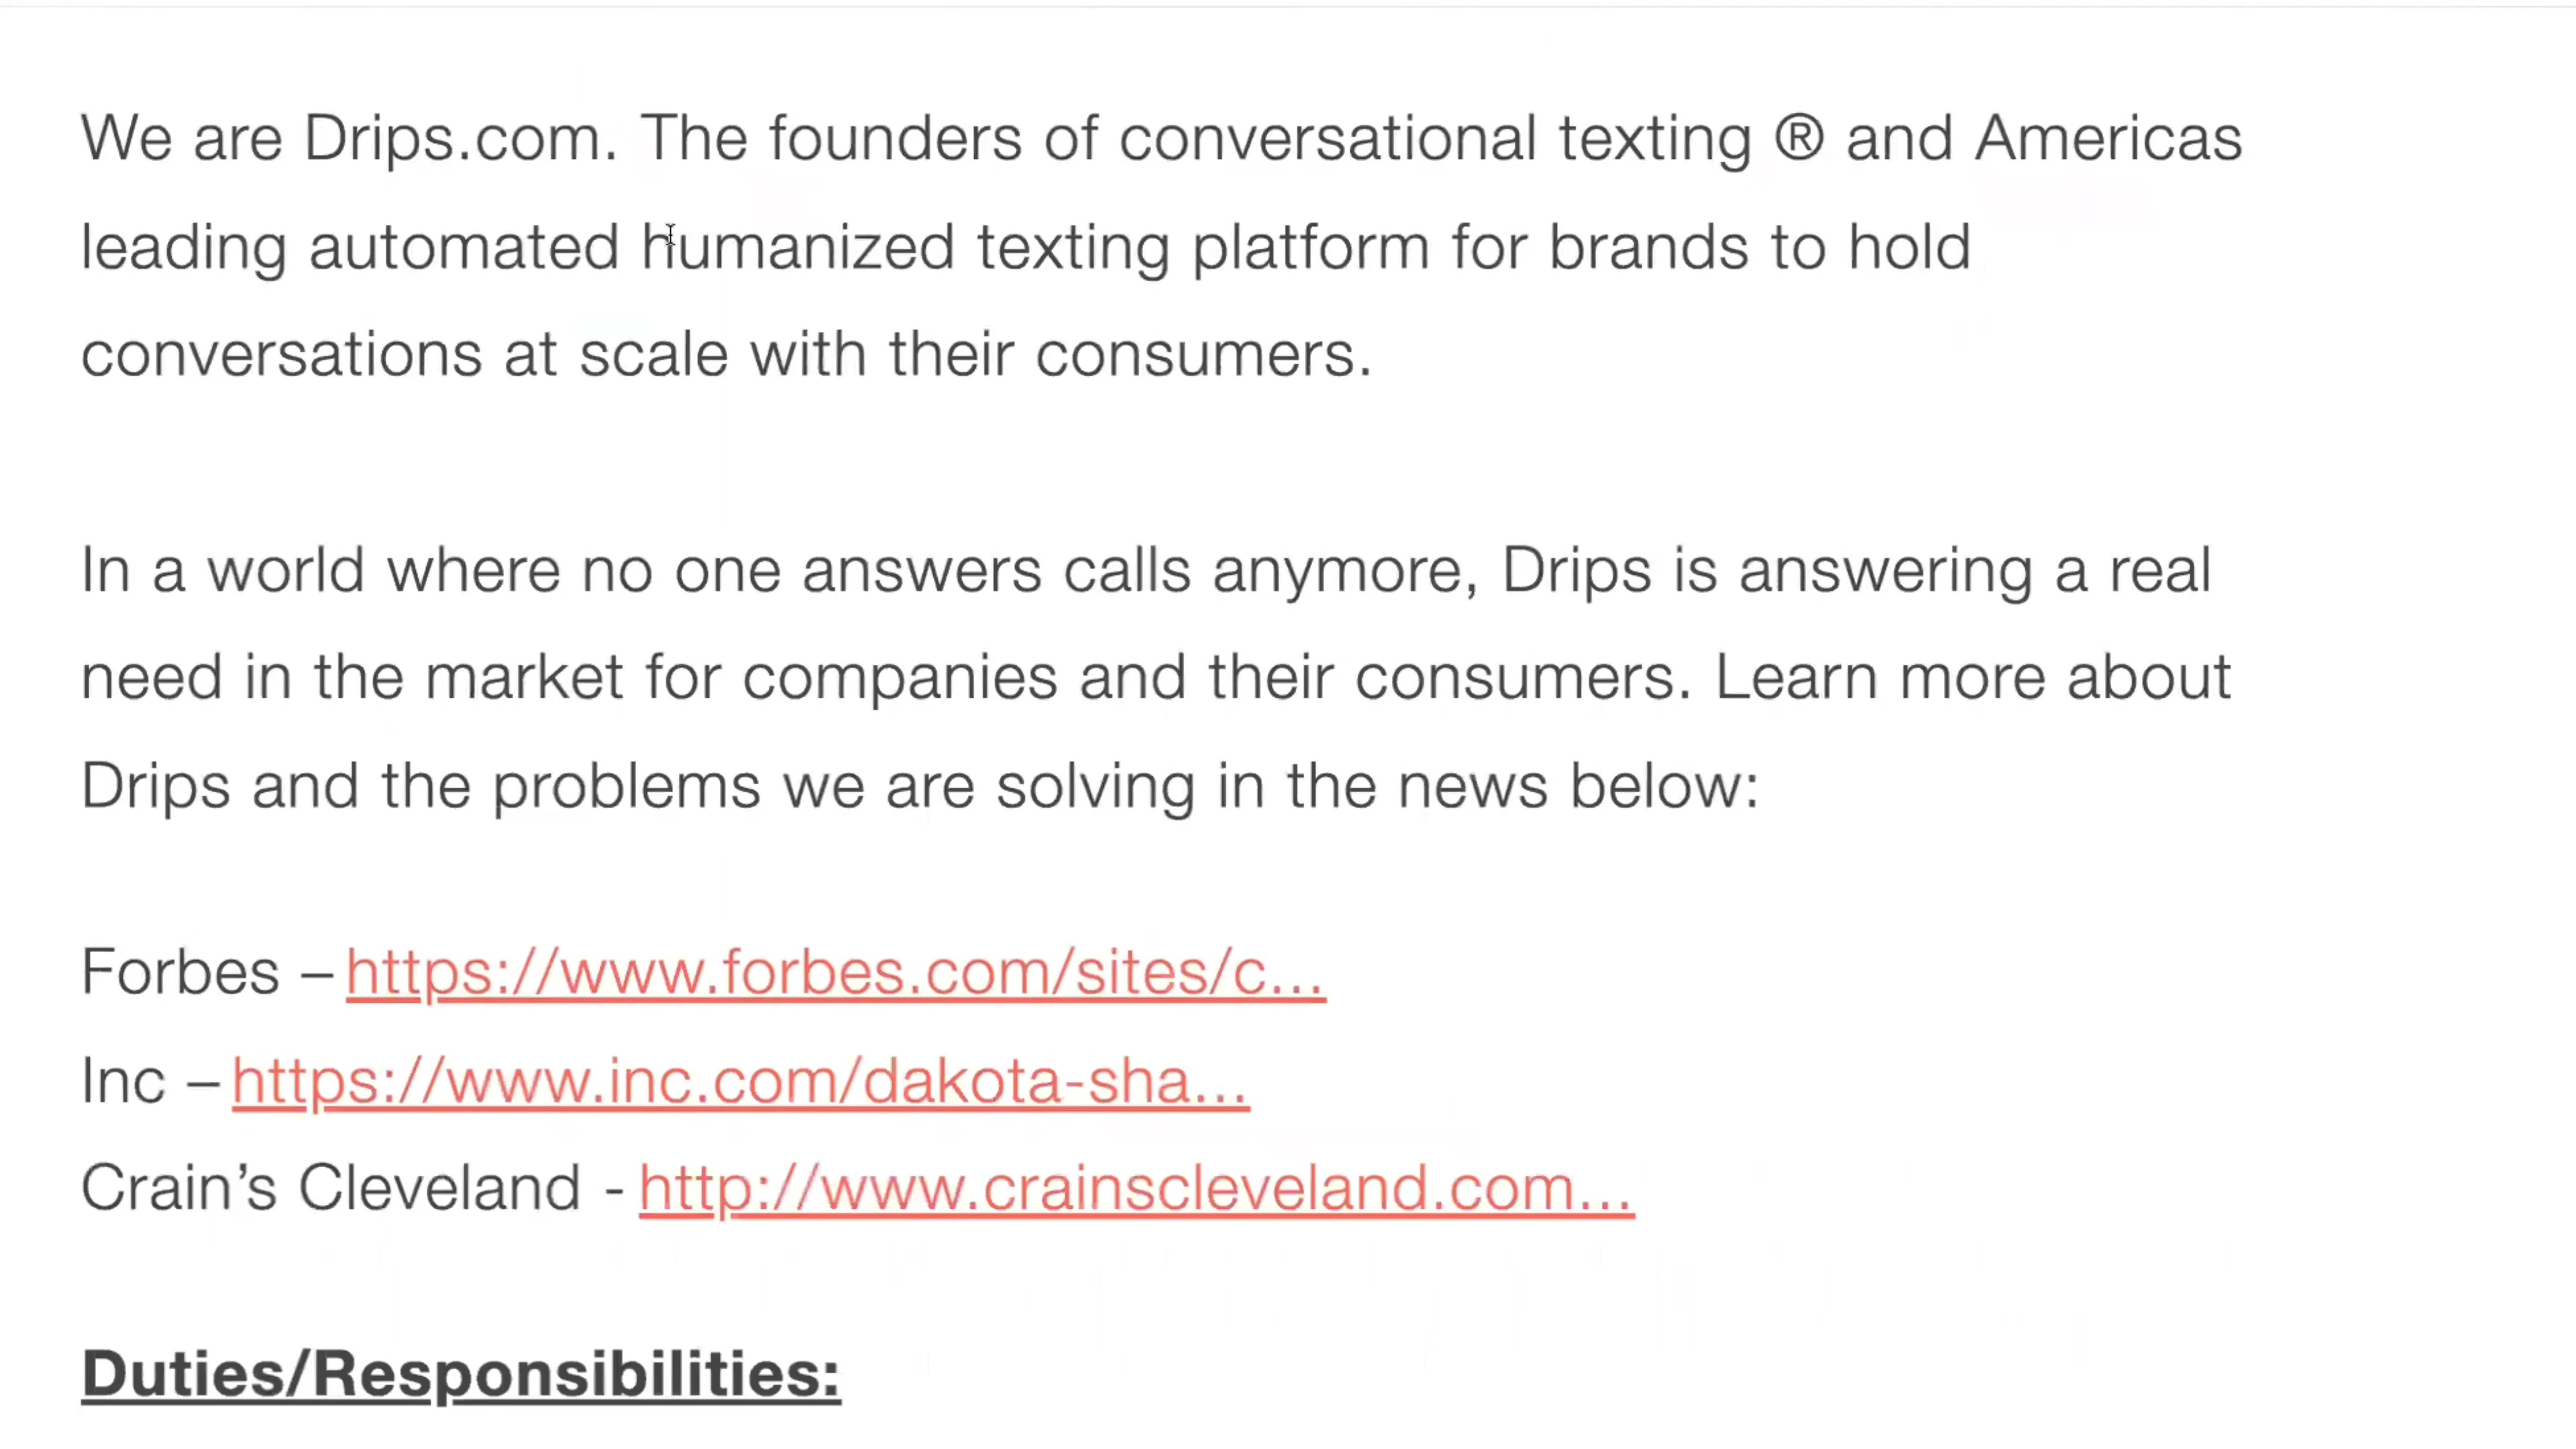 We are Drips.com. The founders of conversational texting ® and Americas
leading automated humanized texting platform for brands to hold
conversations at scale with their consumers.
In a world where no one answers calls anymore, Drips is answering a real
need in the market for companies and their consumers. Learn more about
Drips and the problems we are solving in the news below:
Forbes – https://www.forbes.com/sites/c...
Inc – https://www.inc.com/dakota-sha...
Crain’s Cleveland - http://www.crainscleveland.com...
Duties/Responsibilities: